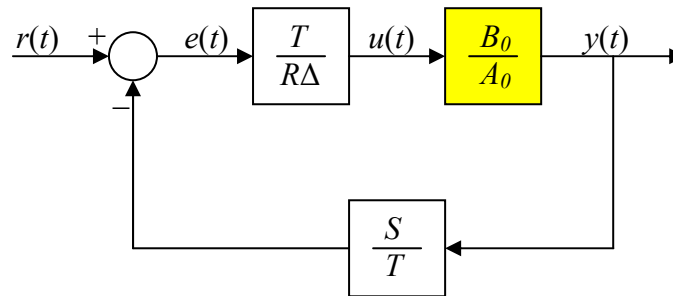 r(t) + e(t) T/RΔ u(t) B₀/A₀ y(t)
−
S/T